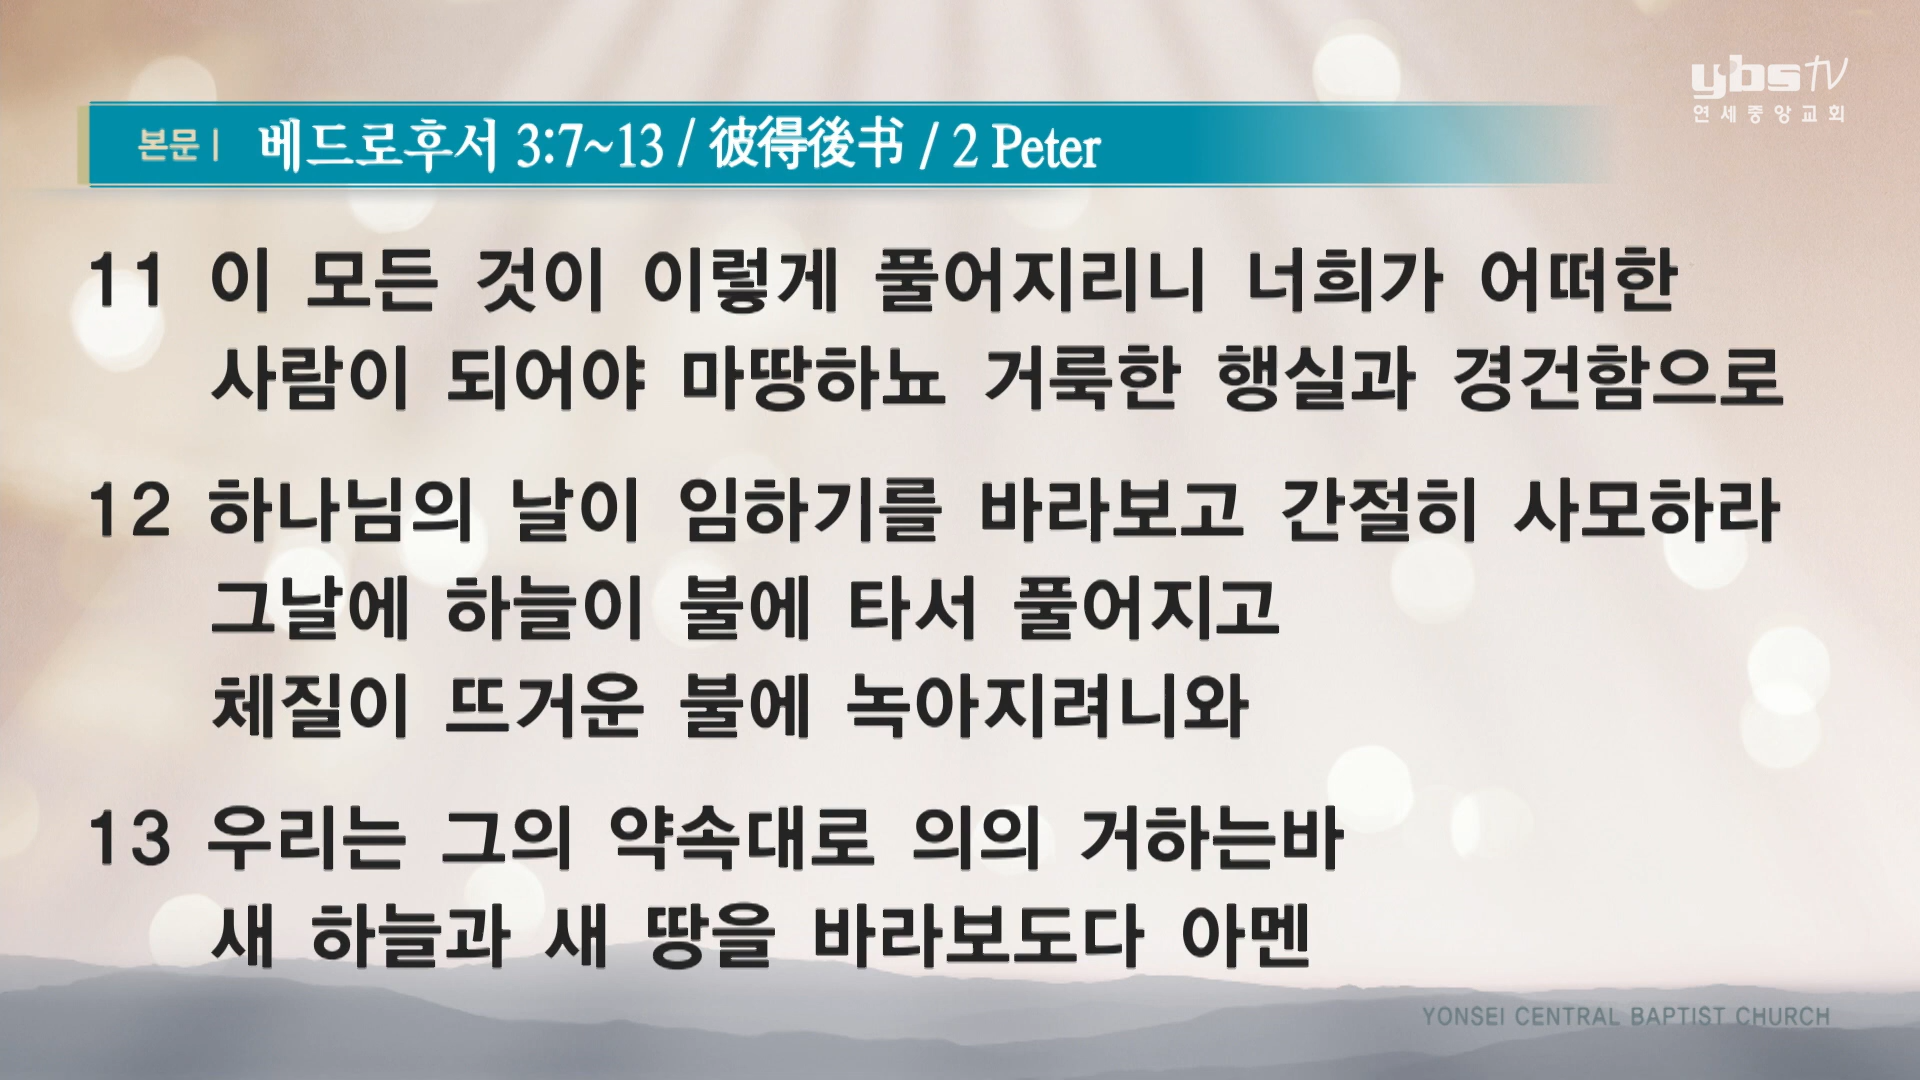 ybstv
연세중앙교회
본문 | 베드로후서 3:7~13 / 彼得後书 / 2 Peter
11 이 모든 것이 이렇게 풀어지리니 너희가 어떠한
사람이 되어야 마땅하뇨 거룩한 행실과 경건함으로
12 하나님의 날이 임하기를 바라보고 간절히 사모하라
그날에 하늘이 불에 타서 풀어지고
체질이 뜨거운 불에 녹아지려니와
13 우리는 그의 약속대로 의의 거하는바
새 하늘과 새 땅을 바라보도다 아멘
YONSEI CENTRAL BAPTIST CHURCH